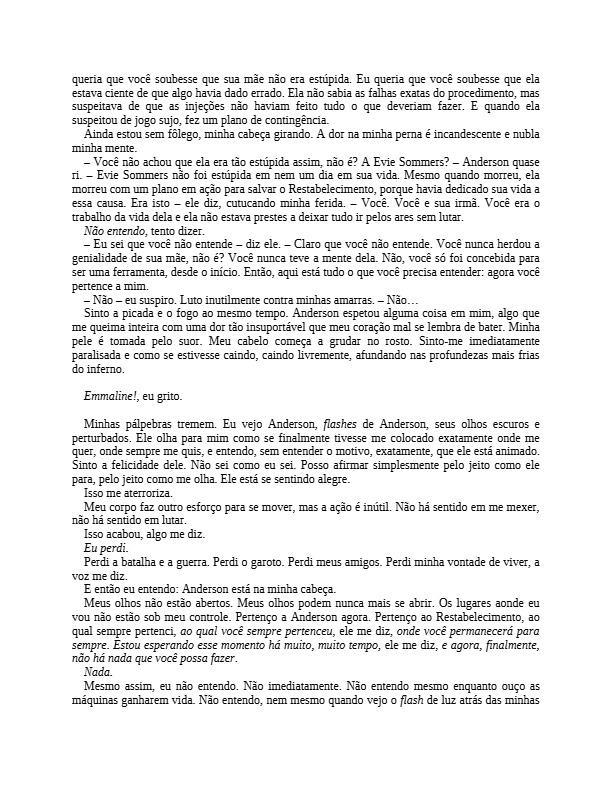 queria que você soubesse que sua mãe não era estúpida. Eu queria que você soubesse que ela
estava ciente de que algo havia dado errado. Ela não sabia as falhas exatas do procedimento, mas
suspeitava de que as injeções não haviam feito tudo o que deveriam fazer. E quando ela
suspeitou de jogo sujo, fez um plano de contingência.
Ainda estou sem fôlego, minha cabeça girando. A dor na minha perna é incandescente e nubla
minha mente.
– Você não achou que ela era tão estúpida assim, não é? A Evie Sommers? – Anderson quase
ri. – Evie Sommers não foi estúpida em nem um dia em sua vida. Mesmo quando morreu, ela
morreu com um plano em ação para salvar o Restabelecimento, porque havia dedicado sua vida a
essa causa. Era isto – ele diz, cutucando minha ferida. – Você. Você e sua irmã. Você era o
trabalho da vida dela e ela não estava prestes a deixar tudo ir pelos ares sem lutar.
Não entendo, tento dizer.
– Eu sei que você não entende – diz ele. – Claro que você não entende. Você nunca herdou a
genialidade de sua mãe, não é? Você nunca teve a mente dela. Não, você só foi concebida para
ser uma ferramenta, desde o início. Então, aqui está tudo o que você precisa entender: agora você
pertence a mim.
– Não – eu suspiro. Luto inutilmente contra minhas amarras. – Não…
Sinto a picada e o fogo ao mesmo tempo. Anderson espetou alguma coisa em mim, algo que
me queima inteira com uma dor tão insuportável que meu coração mal se lembra de bater. Minha
pele é tomada pelo suor. Meu cabelo começa a grudar no rosto. Sinto-me imediatamente
paralisada e como se estivesse caindo, caindo livremente, afundando nas profundezas mais frias
do inferno.
Emmaline!, eu grito.
Minhas pálpebras tremem. Eu vejo Anderson, flashes de Anderson, seus olhos escuros e
perturbados. Ele olha para mim como se finalmente tivesse me colocado exatamente onde me
quer, onde sempre me quis, e entendo, sem entender o motivo, exatamente, que ele está animado.
Sinto a felicidade dele. Não sei como eu sei. Posso afirmar simplesmente pelo jeito como ele
para, pelo jeito como me olha. Ele está se sentindo alegre.
Isso me aterroriza.
Meu corpo faz outro esforço para se mover, mas a ação é inútil. Não há sentido em me mexer,
não há sentido em lutar.
Isso acabou, algo me diz.
Eu perdi.
Perdi a batalha e a guerra. Perdi o garoto. Perdi meus amigos. Perdi minha vontade de viver, a
voz me diz.
E então eu entendo: Anderson está na minha cabeça.
Meus olhos não estão abertos. Meus olhos podem nunca mais se abrir. Os lugares aonde eu
vou não estão sob meu controle. Pertenço a Anderson agora. Pertenço ao Restabelecimento, ao
qual sempre pertenci, ao qual você sempre pertenceu, ele me diz, onde você permanecerá para
sempre. Estou esperando esse momento há muito, muito tempo, ele me diz, e agora, finalmente,
não há nada que você possa fazer.
Nada.
Mesmo assim, eu não entendo. Não imediatamente. Não entendo mesmo enquanto ouço as
máquinas ganharem vida. Não entendo, nem mesmo quando vejo o flash de luz atrás das minhas